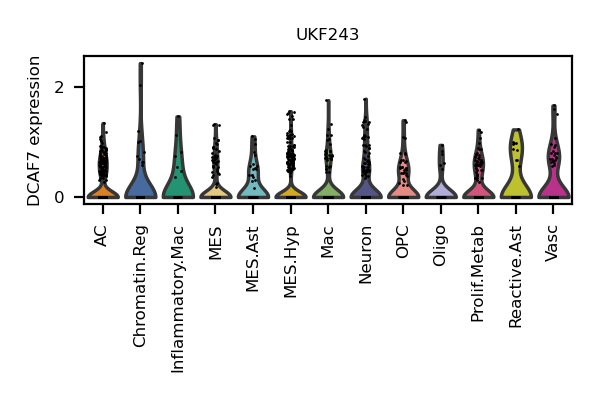 UKF243
DCAF7 expression
2
0
AC
Chromatin.Reg
Inflammatory.Mac
MES
MES.Ast
MES.Hyp
Mac
Neuron
OPC
Oligo
Prolif.Metab
Reactive.Ast
Vasc